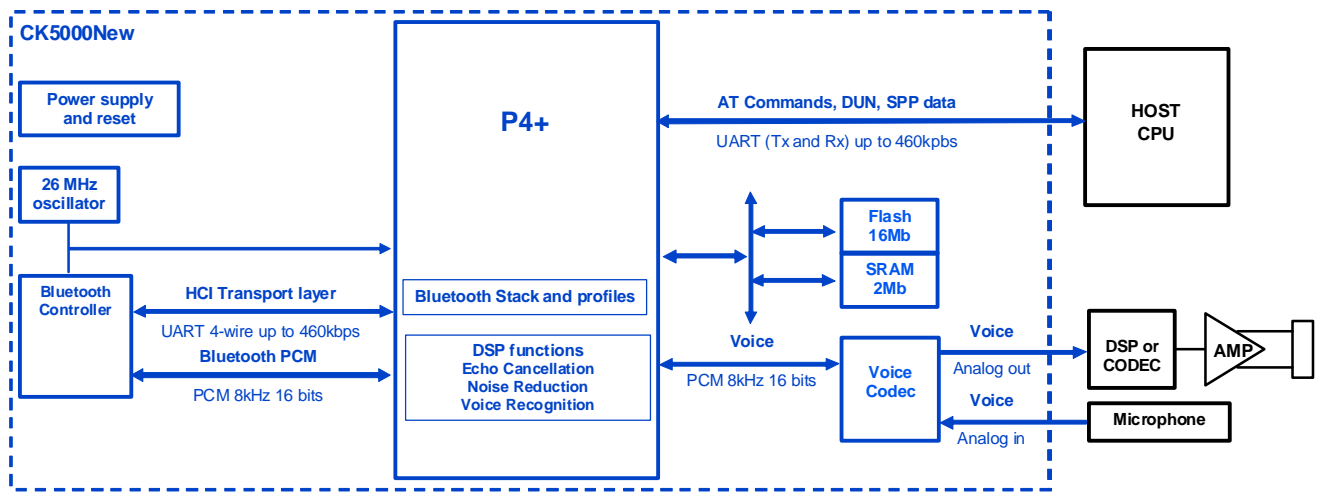 CK5000New
Power supply
and reset
26 MHz
oscillator
Bluetooth
Controller
HCI Transport layer
UART 4-wire up to 460kbps
Bluetooth PCM
PCM 8kHz 16 bits
P4+
Bluetooth Stack and profiles
DSP functions
Echo Cancellation
Noise Reduction
Voice Recognition
AT Commands, DUN, SPP data
UART (Tx and Rx) up to 460kpbs
Flash
16Mb
SRAM
2Mb
Voice
PCM 8kHz 16 bits
Voice
Codec
Voice
Analog out
Voice
Analog in
HOST
CPU
DSP or
CODEC
AMP
Microphone